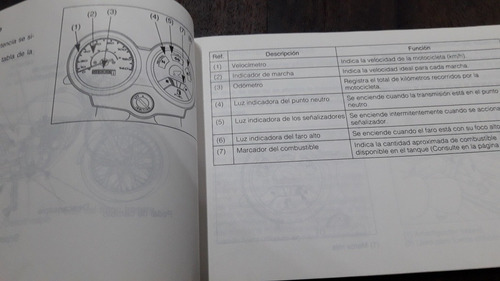 tabla de la
(1)
(2)
(3)
(4)
(5)
(7)
Ref. Descripción Función
(1) Velocímetro Indica la velocidad de la motocicleta (km/h).
(2) Indicador de marcha Indica la velocidad ideal para cada marcha.
(3) Odómetro Registra el total de kilómetros recorridos por la
motocicleta.
(4) Luz indicadora del punto neutro Se enciende cuando la transmisión está en el punto
neutro.
(5) Luz indicadora de los señalizadores Se enciende intermitentemente cuando se acciona
señalizador.
(6) Luz indicadora del faro alto Se enciende cuando el faro está con su foco alto
(7) Marcador del combustible Indica la cantidad aproximada de combustible
disponible en el tanque (Consulte en la página